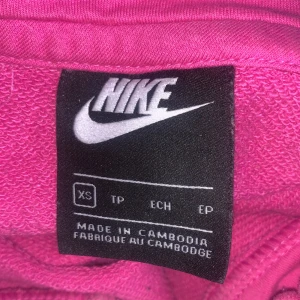 NIKE
XS TP ECH EP
MADE IN CAMBODIA
FABRIQUE AU CAMBODGE